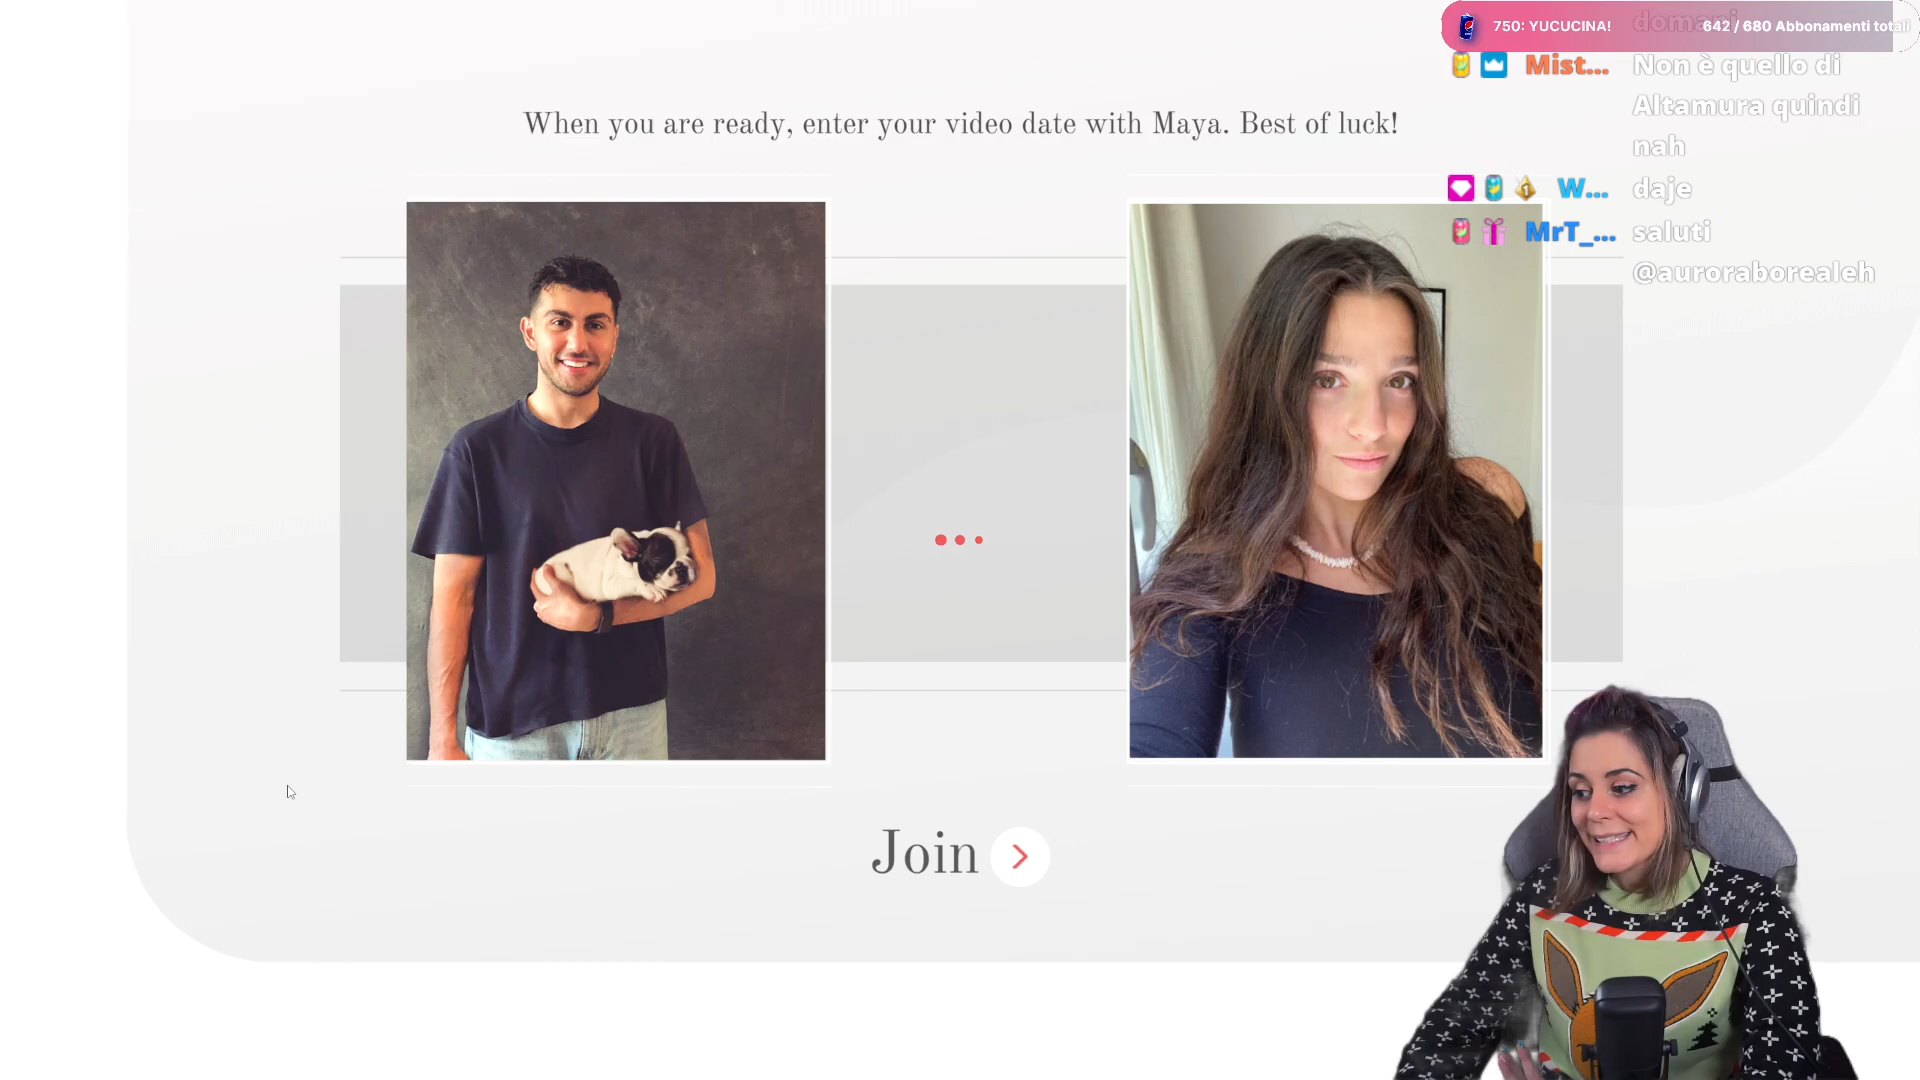 750: YUCUCINA!
642 / 680 Abbonamenti totali
domani
Mist... Non è quello di
Altamura quindi
nah
W... daje
MrT_... saluti
@auroraborealeh
When you are ready, enter your video date with Maya. Best of luck!
Join